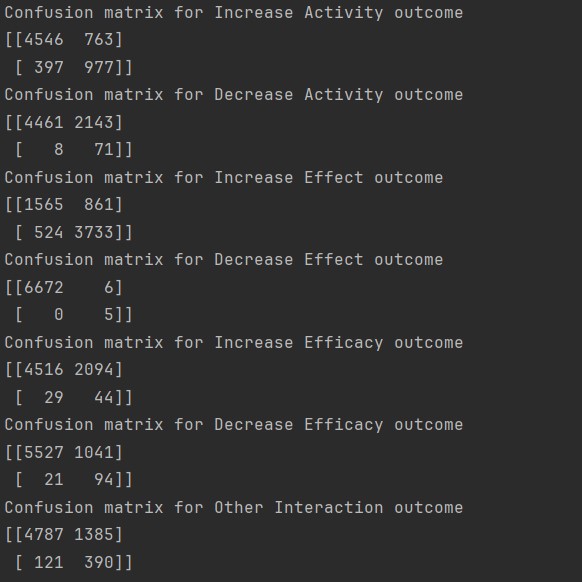 Confusion matrix for Increase Activity outcome
[[4546  763]
 [ 397  977]]
Confusion matrix for Decrease Activity outcome
[[4461 2143]
 [   8   71]]
Confusion matrix for Increase Effect outcome
[[1565  861]
 [ 524 3733]]
Confusion matrix for Decrease Effect outcome
[[6672    6]
 [   0    5]]
Confusion matrix for Increase Efficacy outcome
[[4516 2094]
 [  29   44]]
Confusion matrix for Decrease Efficacy outcome
[[5527 1041]
 [  21   94]]
Confusion matrix for Other Interaction outcome
[[4787 1385]
 [ 121  390]]